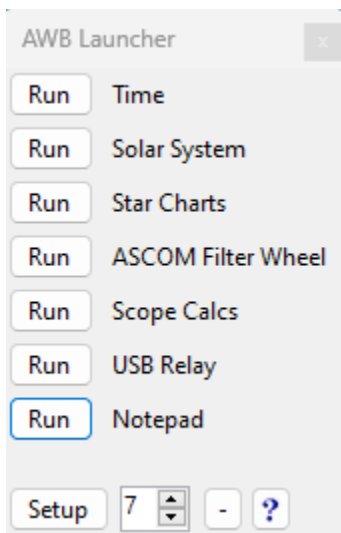 AWB Launcher x
Run Time
Run Solar System
Run Star Charts
Run ASCOM Filter Wheel
Run Scope Calcs
Run USB Relay
Run Notepad
Setup 7 - ?